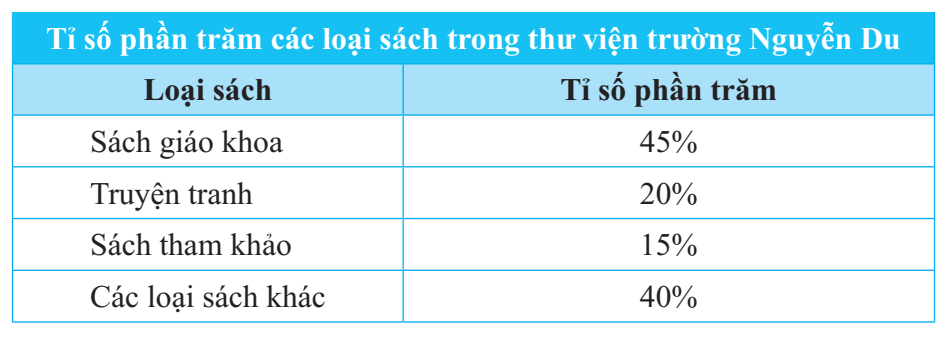 Tỉ số phần trăm các loại sách trong thư viện trường Nguyễn Du
Loại sách Tỉ số phần trăm
Sách giáo khoa 45%
Truyện tranh 20%
Sách tham khảo 15%
Các loại sách khác 40%